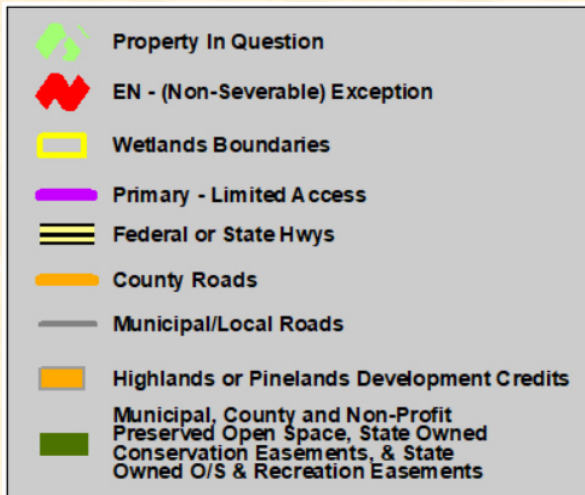 Property In Question
EN - (Non-Severable) Exception
Wetlands Boundaries
Primary - Limited Access
Federal or State Hwys
County Roads
Municipal/Local Roads
Highlands or Pinelands Development Credits
Municipal, County and Non-Profit
Preserved Open Space, State Owned
Conservation Easements, & State
Owned O/S & Recreation Easements